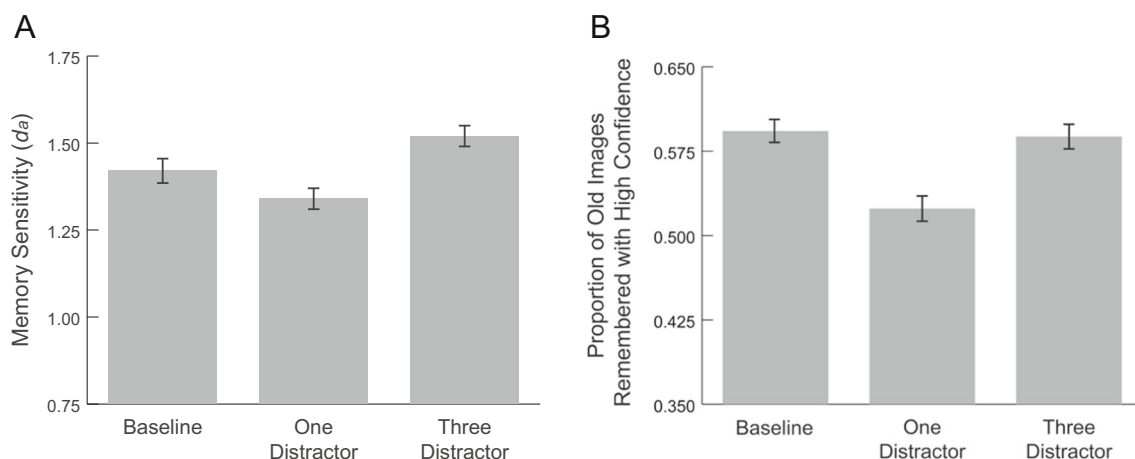 A
Memory Sensitivity (da)
1.75
1.50
1.25
1.00
0.75
Baseline
One
Distractor
Three
Distractor
B
Proportion of Old Images
Remembered with High Confidence
0.650
0.575
0.500
0.425
0.350
Baseline
One
Distractor
Three
Distractor